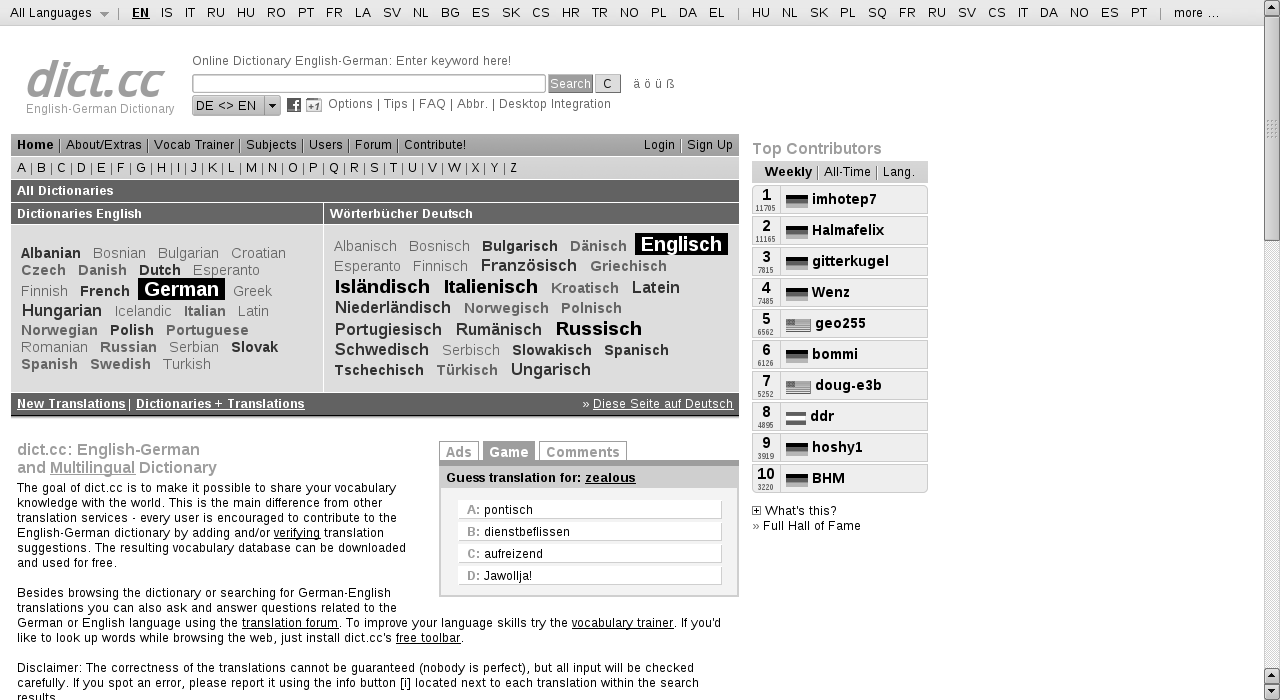 All Languages | EN IS IT RU HU RO PT FR LA SV NL BG ES SK CS HR TR NO PL DA EL | HU NL SK PL SQ FR RU SV CS IT DA NO ES PT | more ...
dict.cc
English-German Dictionary
Online Dictionary English-German: Enter keyword here!
Search C ä ö ü ß
DE <> EN +1 Options | Tips | FAQ | Abbr. | Desktop Integration
Home | About/Extras | Vocab Trainer | Subjects | Users | Forum | Contribute! Login | Sign Up
A | B | C | D | E | F | G | H | I | J | K | L | M | N | O | P | Q | R | S | T | U | V | W | X | Y | Z
All Dictionaries
Dictionaries English
Albanian Bosnian Bulgarian Croatian
Czech Danish Dutch Esperanto
Finnish French German Greek
Hungarian Icelandic Italian Latin
Norwegian Polish Portuguese
Romanian Russian Serbian Slovak
Spanish Swedish Turkish
Wörterbücher Deutsch
Albanisch Bosnisch Bulgarisch Dänisch Englisch
Esperanto Finnisch Französisch Griechisch
Isländisch Italienisch Kroatisch Latein
Niederländisch Norwegisch Polnisch
Portugiesisch Rumänisch Russisch
Schwedisch Serbisch Slowakisch Spanisch
Tschechisch Türkisch Ungarisch
New Translations | Dictionaries + Translations » Diese Seite auf Deutsch
dict.cc: English-German
and Multilingual Dictionary
The goal of dict.cc is to make it possible to share your vocabulary
knowledge with the world. This is the main difference from other
translation services - every user is encouraged to contribute to the
English-German dictionary by adding and/or verifying translation
suggestions. The resulting vocabulary database can be downloaded
and used for free.
Besides browsing the dictionary or searching for German-English
translations you can also ask and answer questions related to the
German or English language using the translation forum. To improve your language skills try the vocabulary trainer. If you'd
like to look up words while browsing the web, just install dict.cc's free toolbar.
Disclaimer: The correctness of the translations cannot be guaranteed (nobody is perfect), but all input will be checked
carefully. If you spot an error, please report it using the info button [i] located next to each translation within the search
results.
Ads Game Comments
Guess translation for: zealous
A: pontisch
B: dienstbeflissen
C: aufreizend
D: Jawollja!
Top Contributors
Weekly | All-Time | Lang.
1 imhotep7
11705
2 Halmafelix
11165
3 gitterkugel
7815
4 Wenz
7485
5 geo255
6562
6 bommi
6126
7 doug-e3b
5252
8 ddr
4895
9 hoshy1
3919
10 BHM
3220
What's this?
» Full Hall of Fame